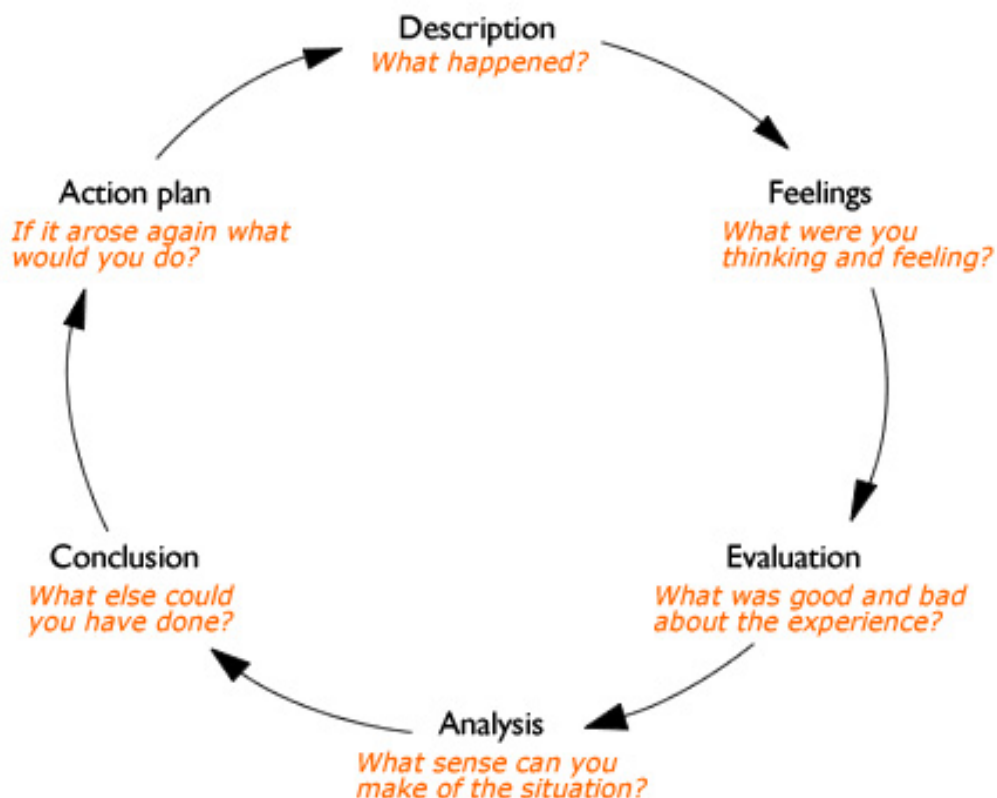 Description
What happened?
Feelings
What were you
thinking and feeling?
Evaluation
What was good and bad
about the experience?
Analysis
What sense can you
make of the situation?
Conclusion
What else could
you have done?
Action plan
If it arose again what
would you do?